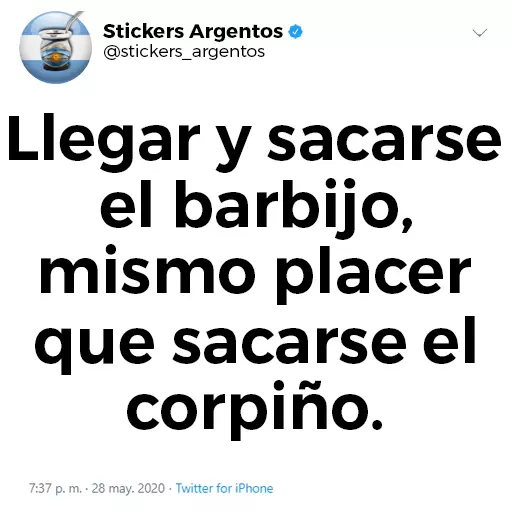 Stickers Argentos
@stickers_argentos
Llegar y sacarse
el barbijo,
mismo placer
que sacarse el
corpiño.
7:37 p. m. · 28 may. 2020 · Twitter for iPhone